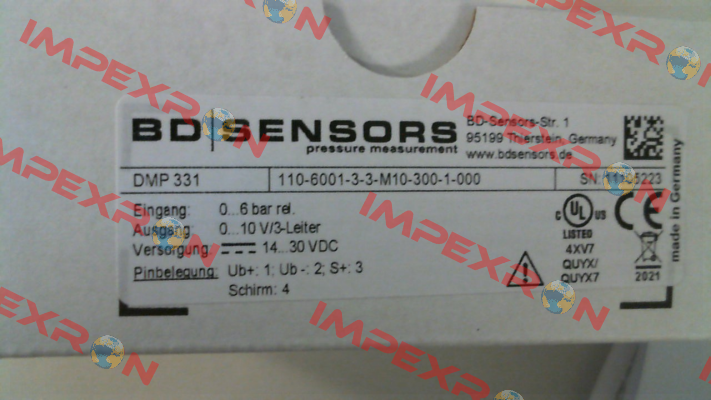 BD|SENSORS
pressure measurement
BD-Sensors-Str. 1
95199 Thierstein, Germany
www.bdsensors.de
DMP 331
110-6001-3-3-M10-300-1-000
SN:
Eingang: 0...6 bar rel.
Ausgang: 0...10 V/3-Leiter
Versorgung: 14...30 VDC
Pinbelegung: Ub+: 1; Ub -: 2; S+: 3
Schirm: 4
C UL US
LISTED
4XV7
QUYX/
QUYX7
CE
2021
made in Germany
IMPEXRON
IMPEXRON
IMPEXRON
IMPEXRON
IMPEXRON